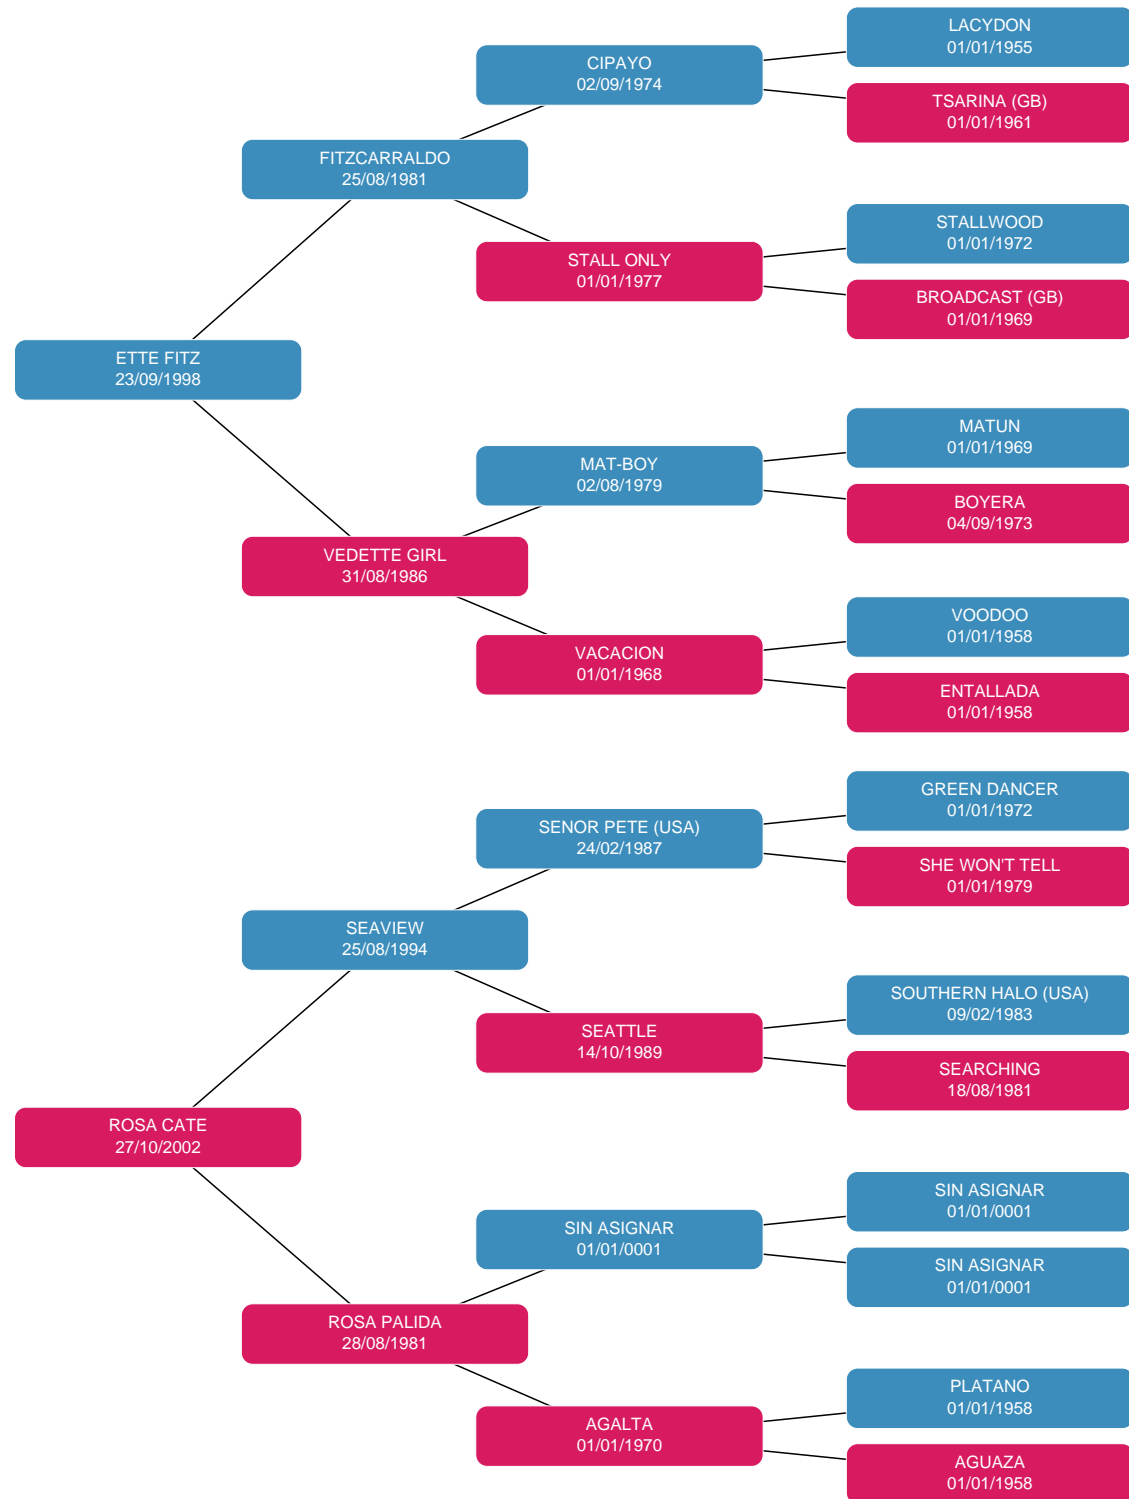 LACYDON
01/01/1955
CIPAYO
02/09/1974
TSARINA (GB)
01/01/1961
FITZCARRALDO
25/08/1981
STALLWOOD
01/01/1972
STALL ONLY
01/01/1977
BROADCAST (GB)
01/01/1969
ETTE FITZ
23/09/1998
MATUN
01/01/1969
MAT-BOY
02/08/1979
BOYERA
04/09/1973
VEDETTE GIRL
31/08/1986
VOODOO
01/01/1958
VACACION
01/01/1968
ENTALLADA
01/01/1958
GREEN DANCER
01/01/1972
SENOR PETE (USA)
24/02/1987
SHE WON'T TELL
01/01/1979
SEAVIEW
25/08/1994
SOUTHERN HALO (USA)
09/02/1983
SEATTLE
14/10/1989
SEARCHING
18/08/1981
ROSA CATE
27/10/2002
SIN ASIGNAR
01/01/0001
SIN ASIGNAR
01/01/0001
SIN ASIGNAR
01/01/0001
ROSA PALIDA
28/08/1981
PLATANO
01/01/1958
AGALTA
01/01/1970
AGUAZA
01/01/1958